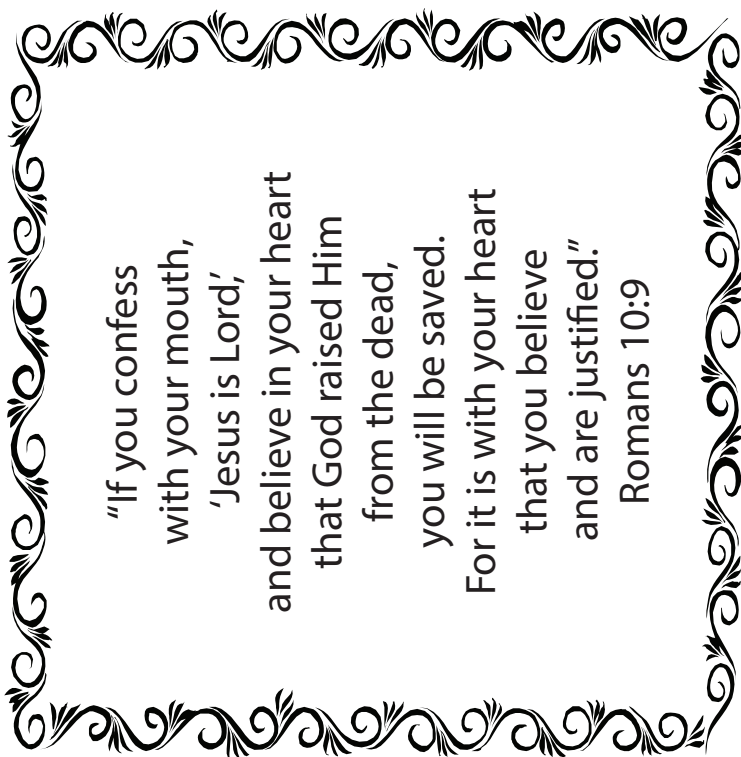 “If you confess
with your mouth,
‘Jesus is Lord,’
and believe in your heart
that God raised Him
from the dead,
you will be saved.
For it is with your heart
that you believe
and are justified.”
Romans 10:9